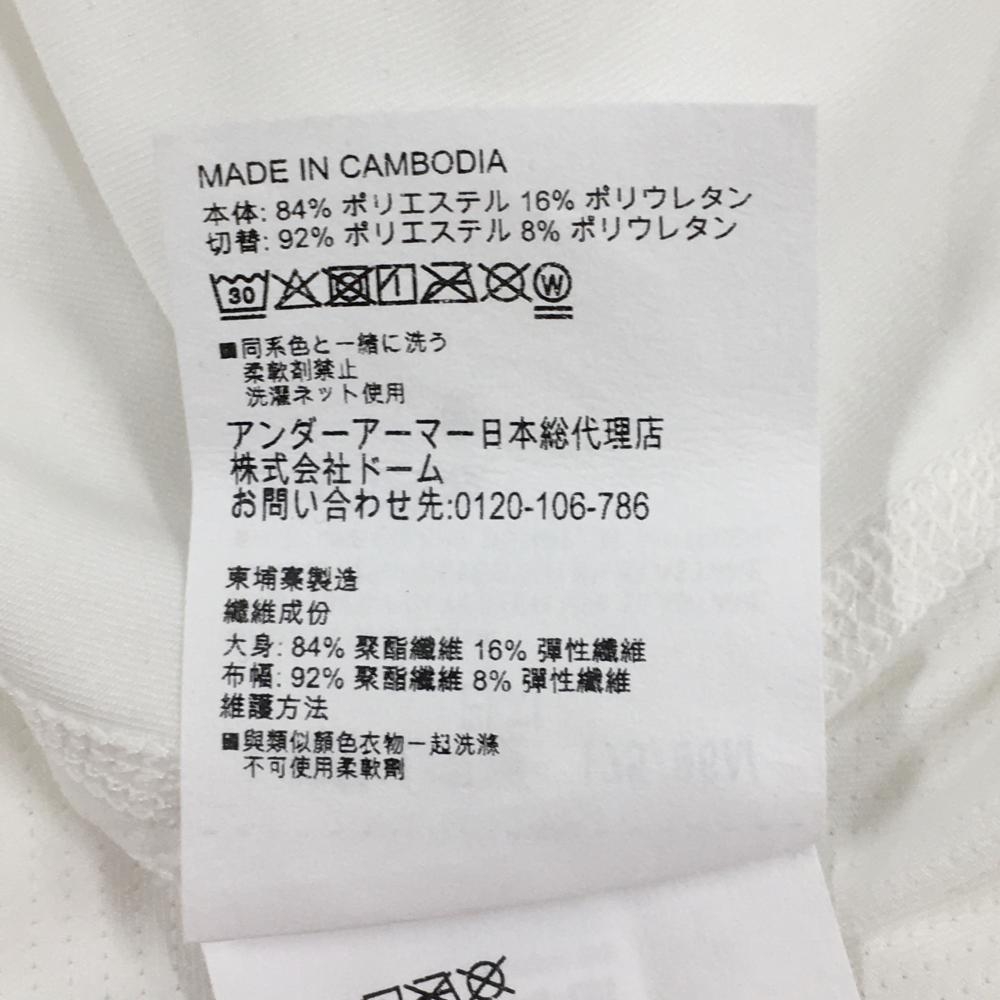 MADE IN CAMBODIA
本体: 84% ポリエステル 16% ポリウレタン
切替: 92% ポリエステル 8% ポリウレタン
30 W
■同系色と一緒に洗う
柔軟剤禁止
洗濯ネット使用
アンダーアーマー日本総代理店
株式会社ドーム
お問い合わせ先:0120-106-786
柬埔寨製造
纖維成份
大身: 84% 聚酯纖維 16% 彈性纖維
布幅: 92% 聚酯纖維 8% 彈性纖維
維護方法
■與類似顏色衣物一起洗滌
不可使用柔軟劑